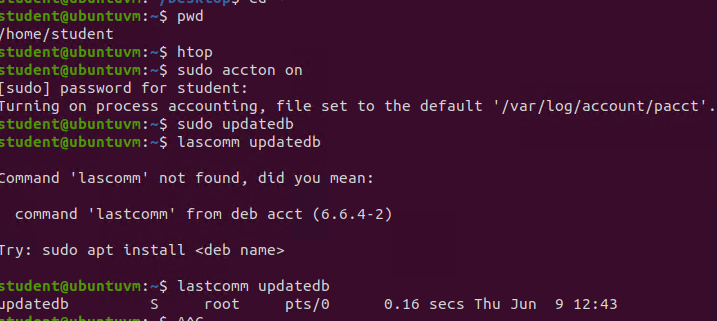 student@ubuntuvm:~$ pwd
/home/student
student@ubuntuvm:~$ htop
student@ubuntuvm:~$ sudo accton on
[sudo] password for student:
Turning on process accounting, file set to the default '/var/log/account/pacct'.
student@ubuntuvm:~$ sudo updatedb
student@ubuntuvm:~$ lascomm updatedb

Command 'lascomm' not found, did you mean:

  command 'lastcomm' from deb acct (6.6.4-2)

Try: sudo apt install <deb name>

student@ubuntuvm:~$ lastcomm updatedb
updatedb         S     root     pts/0      0.16 secs Thu Jun  9 12:43